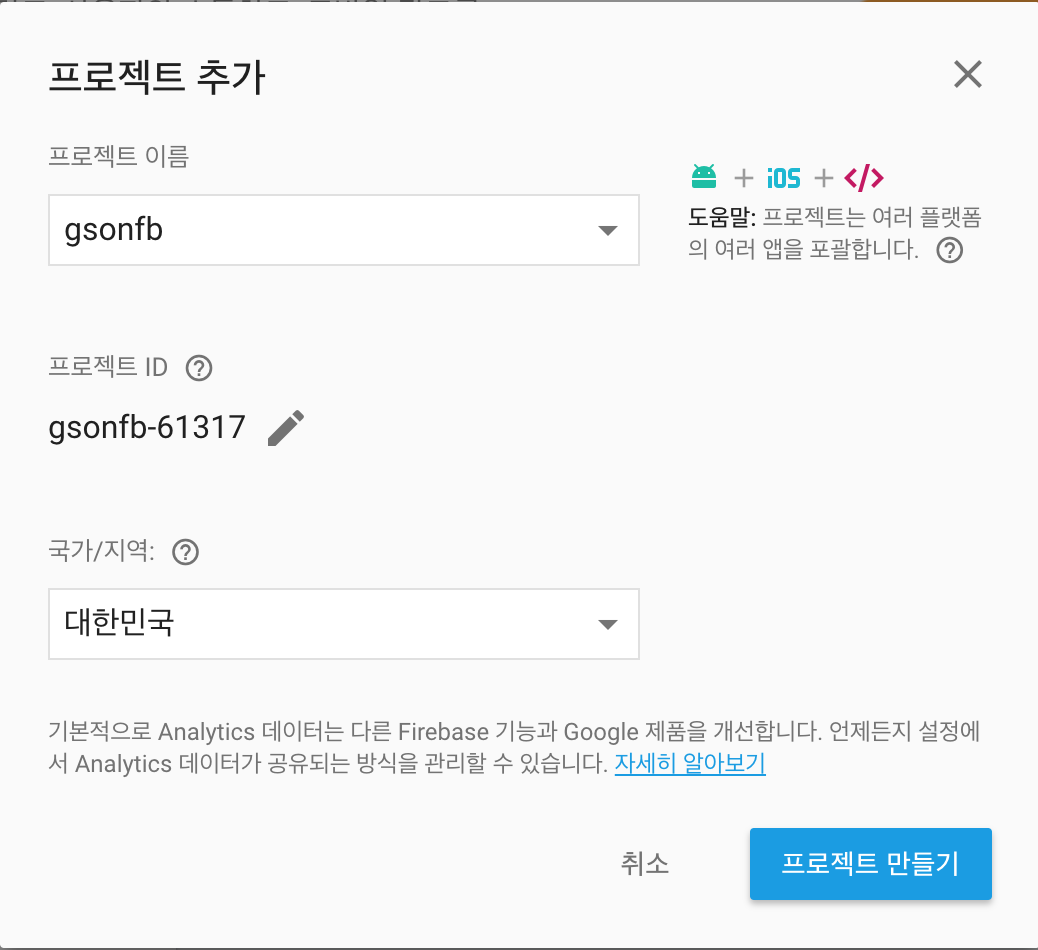 프로젝트 추가
프로젝트 이름
gsonfb
iOS
도움말: 프로젝트는 여러 플랫폼
의 여러 앱을 포괄합니다.
프로젝트 ID
gsonfb-61317
국가/지역:
대한민국
기본적으로 Analytics 데이터는 다른 Firebase 기능과 Google 제품을 개선합니다. 언제든지 설정에
서 Analytics 데이터가 공유되는 방식을 관리할 수 있습니다. 자세히 알아보기
취소
프로젝트 만들기